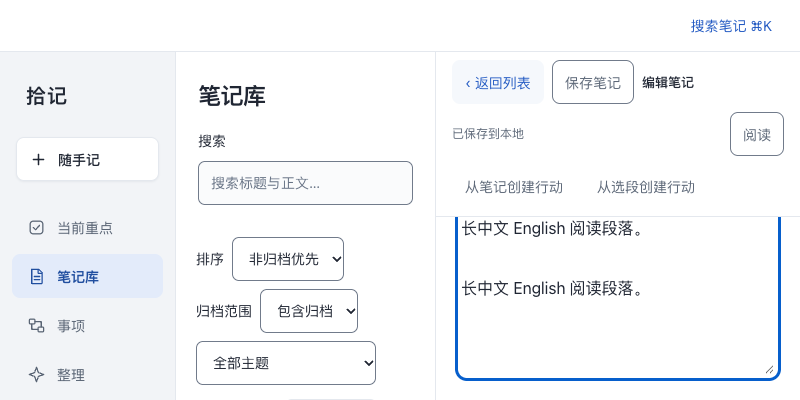 搜索笔记 ⌘K
拾记
随手记
当前重点
笔记库
事项
整理
笔记库
搜索
搜索标题与正文...
排序 非归档优先
归档范围 包含归档
全部主题
‹ 返回列表 保存笔记 编辑笔记
已保存到本地 阅读
从笔记创建行动 从选段创建行动
长中文 English 阅读段落。
长中文 English 阅读段落。